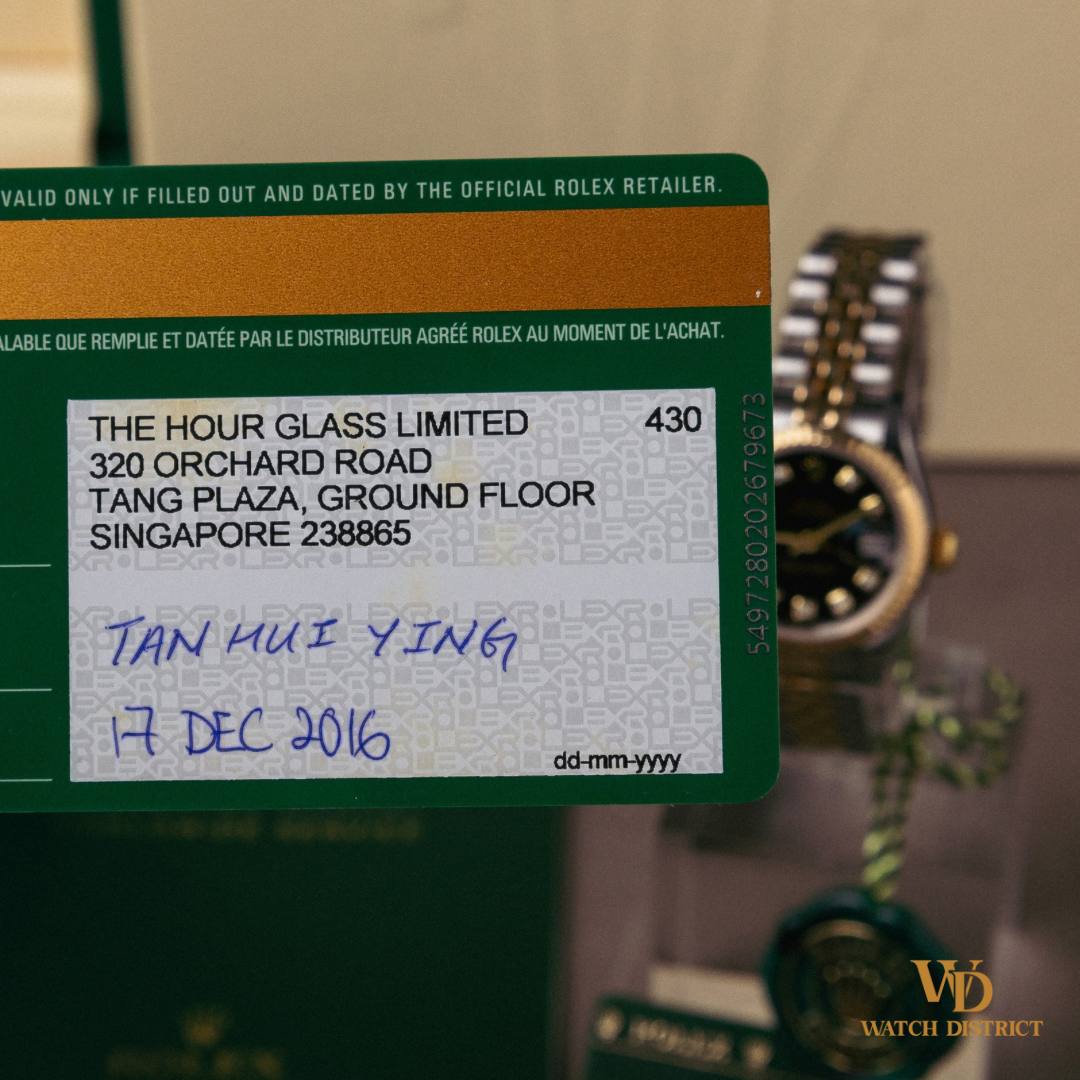 VALID ONLY IF FILLED OUT AND DATED BY THE OFFICIAL ROLEX RETAILER.
QUE REMPLIE ET DATÉE PAR LE DISTRIBUTEUR AGRÉÉ ROLEX AU MOMENT DE L'ACHAT.
THE HOUR GLASS LIMITED 430
320 ORCHARD ROAD
TANG PLAZA, GROUND FLOOR
SINGAPORE 238865
TAN HUI YING
17 DEC 2016
dd-mm-yyyy
5497280202679673
ROLEX
WD
WATCH DISTRICT